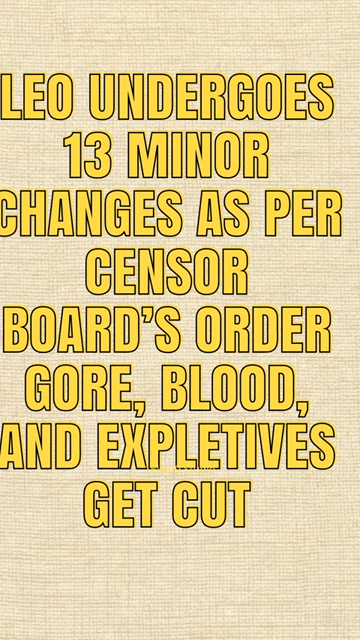 LEO UNDERGOES
13 MINOR
CHANGES AS PER
CENSOR
BOARD'S ORDER
GORE, BLOOD,
AND EXPLETIVES
GET CUT